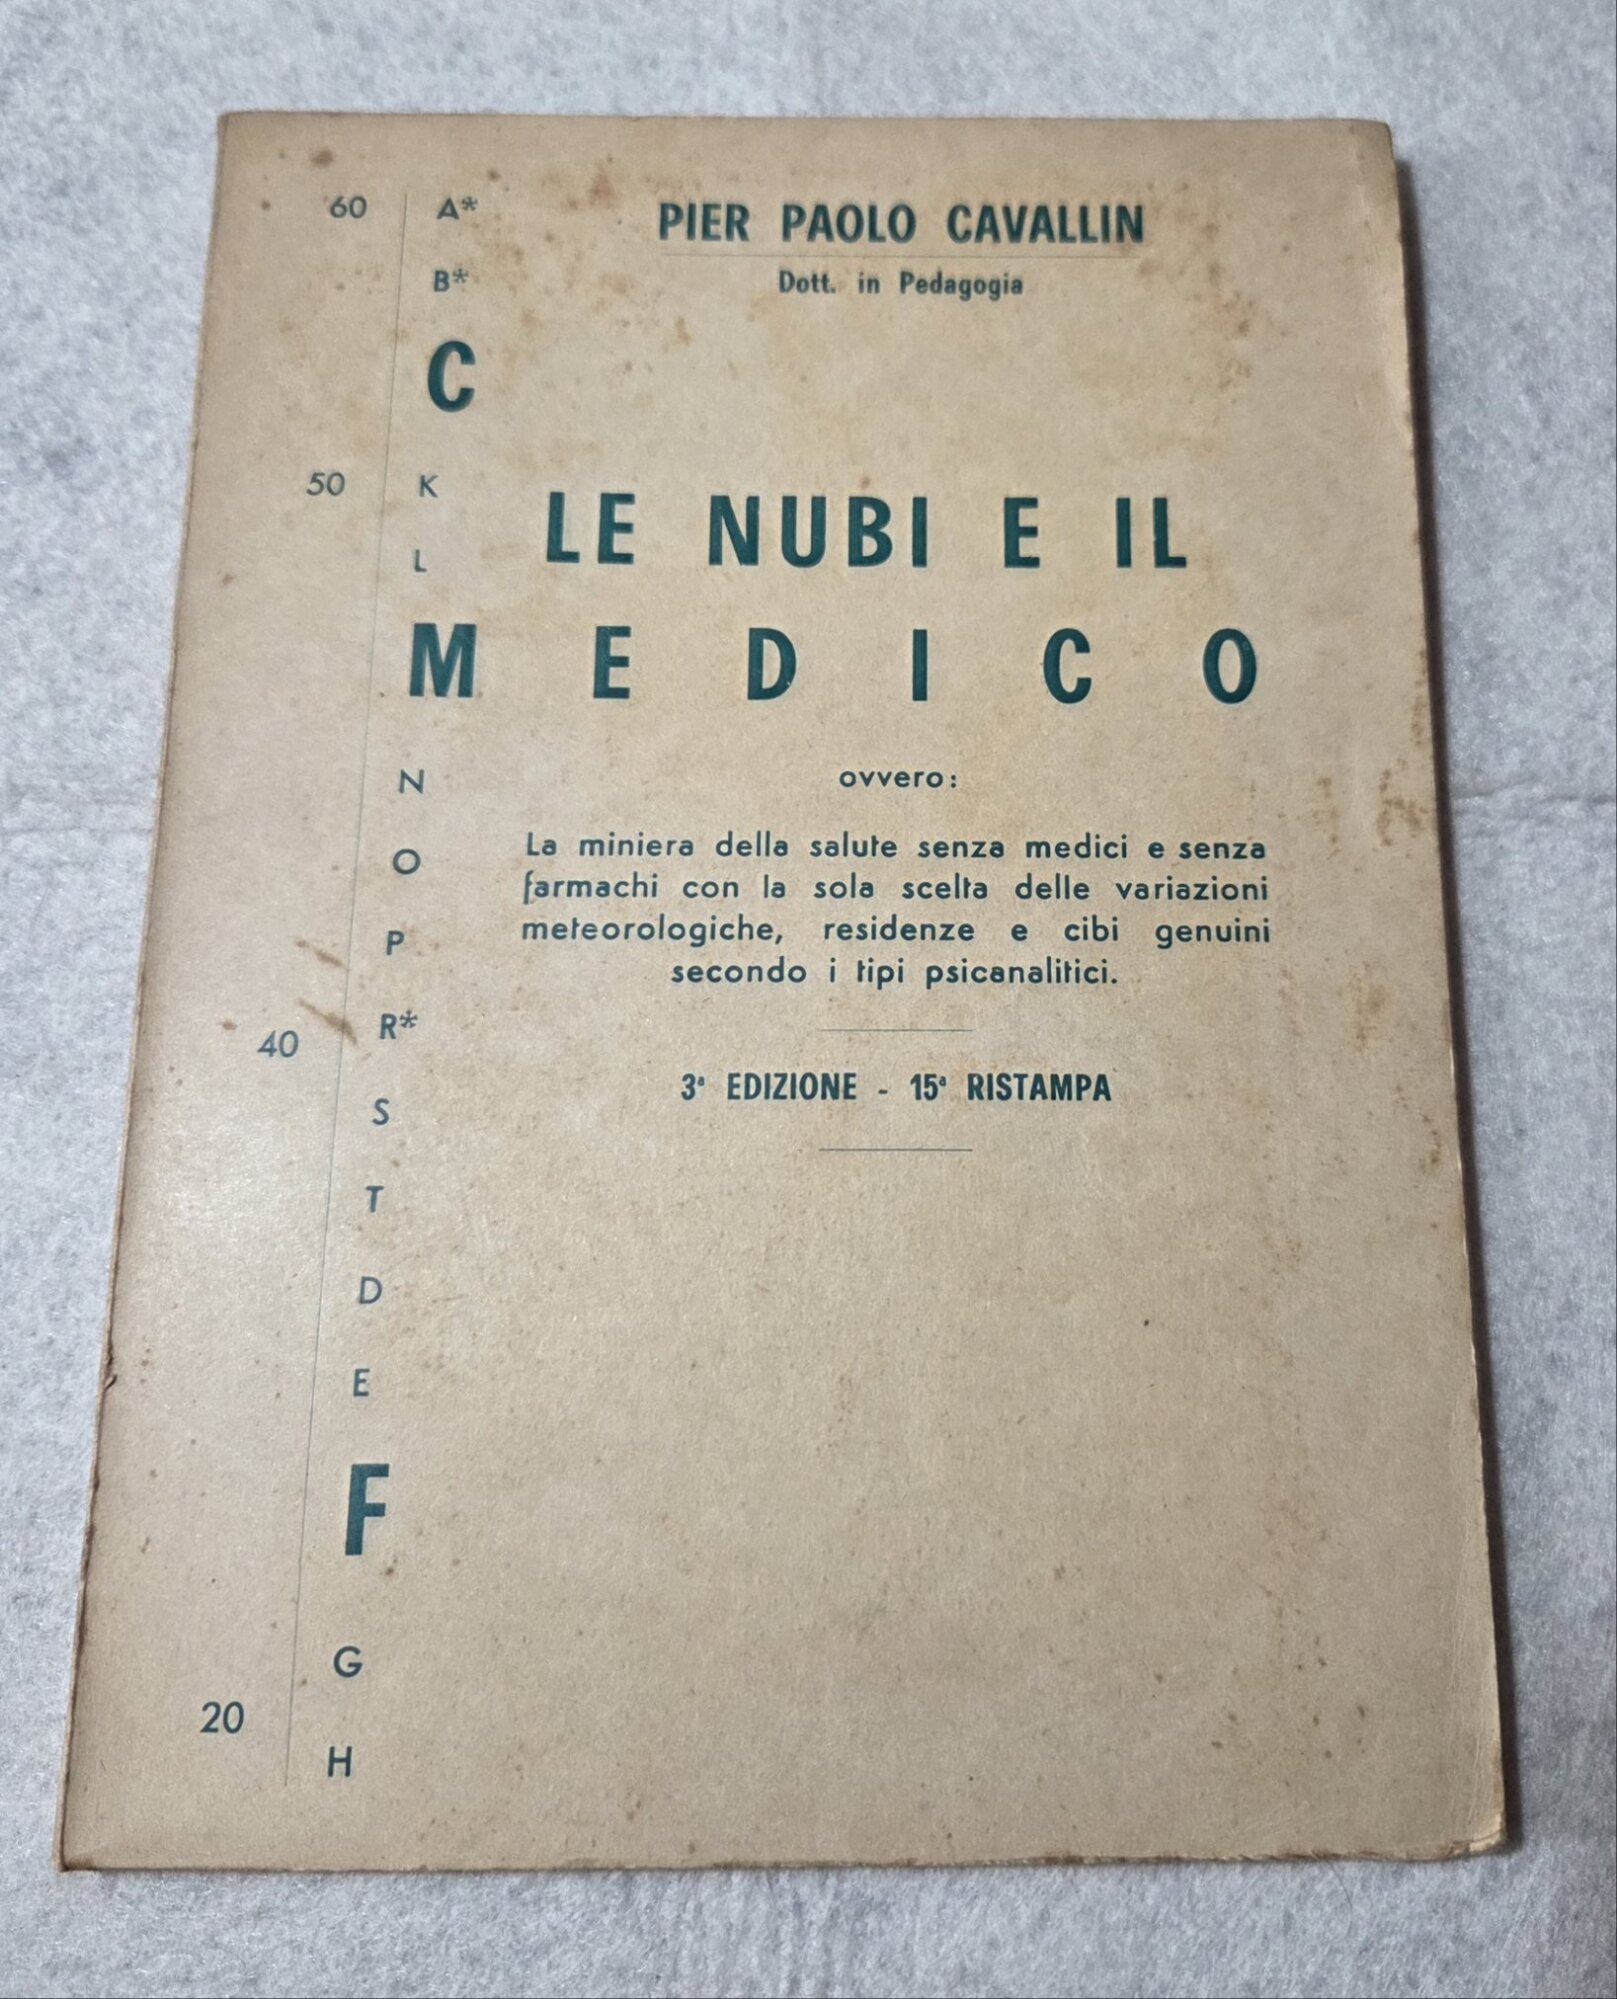 60 A*
PIER PAOLO CAVALLIN
B*
Dott. in Pedagogia
C
50 K
LE NUBI E IL
L
MEDICO
N
ovvero:
O
La miniera della salute senza medici e senza
farmachi con la sola scelta delle variazioni
meteorologiche, residenze e cibi genuini
secondo i tipi psicanalitici.
P
R*
40
3ª EDIZIONE - 15ª RISTAMPA
S
T
D
E
F
G
20
H